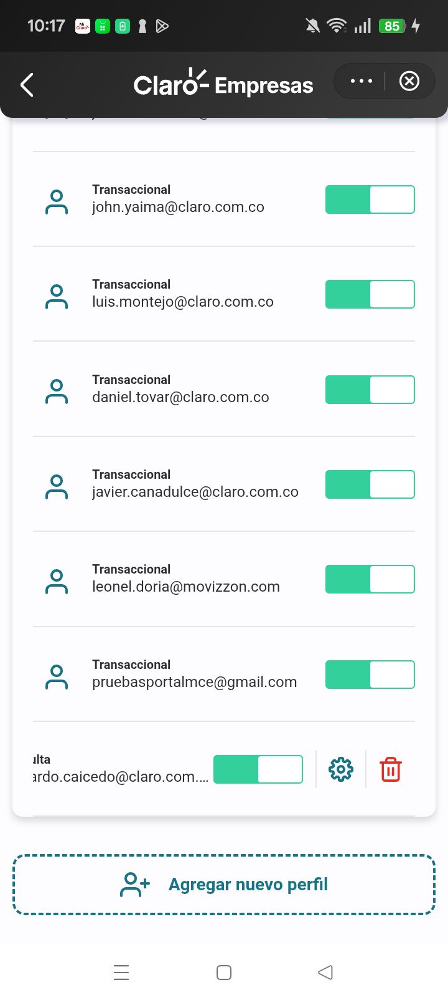 10:17
85
Claro Empresas
Transaccional
john.yaima@claro.com.co
Transaccional
luis.montejo@claro.com.co
Transaccional
daniel.tovar@claro.com.co
Transaccional
javier.canadulce@claro.com.co
Transaccional
leonel.doria@movizzon.com
Transaccional
pruebasportalmce@gmail.com
ulta
ardo.caicedo@claro.com....
Agregar nuevo perfil